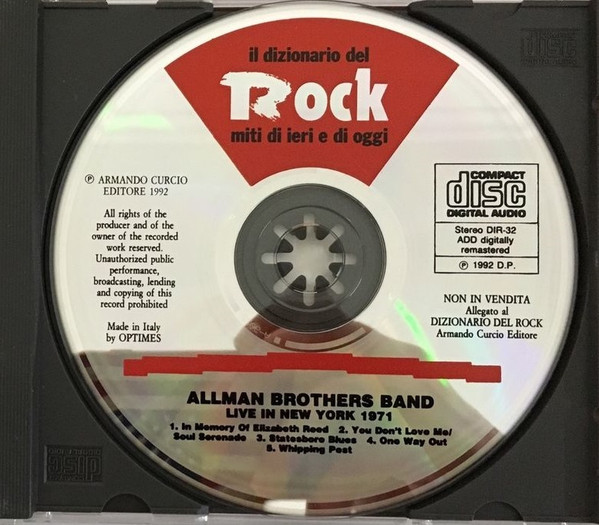 il dizionario del
Rock
miti di ieri e di oggi
℗ ARMANDO CURCIO
EDITORE 1992
All rights of the
producer and of the
owner of the recorded
work reserved.
Unauthorized public
performance,
broadcasting, lending
and copying of this
record prohibited
Made in Italy
by OPTIMES
COMPACT
disc
DIGITAL AUDIO
Stereo DIR-32
ADD digitally
remastered
℗ 1992 D.P.
NON IN VENDITA
Allegato al
DIZIONARIO DEL ROCK
Armando Curcio Editore
ALLMAN BROTHERS BAND
LIVE IN NEW YORK 1971
1. In Memory Of Elizabeth Reed 2. You Don't Love Me/
Soul Serenade 3. Statesboro Blues 4. One Way Out
5. Whipping Post
disc
disc